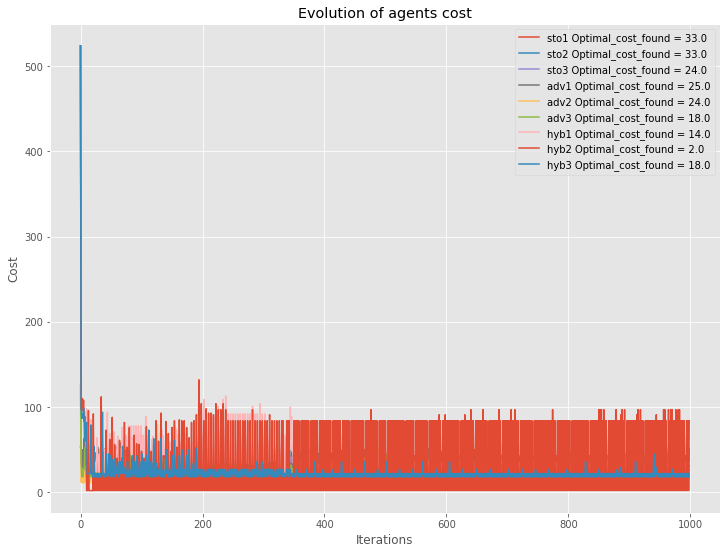 Evolution of agents cost
sto1 Optimal_cost_found = 33.0
sto2 Optimal_cost_found = 33.0
sto3 Optimal_cost_found = 24.0
adv1 Optimal_cost_found = 25.0
adv2 Optimal_cost_found = 24.0
adv3 Optimal_cost_found = 18.0
hyb1 Optimal_cost_found = 14.0
hyb2 Optimal_cost_found = 2.0
hyb3 Optimal_cost_found = 18.0
500
400
300
200
100
0
Cost
0 200 400 600 800 1000
Iterations